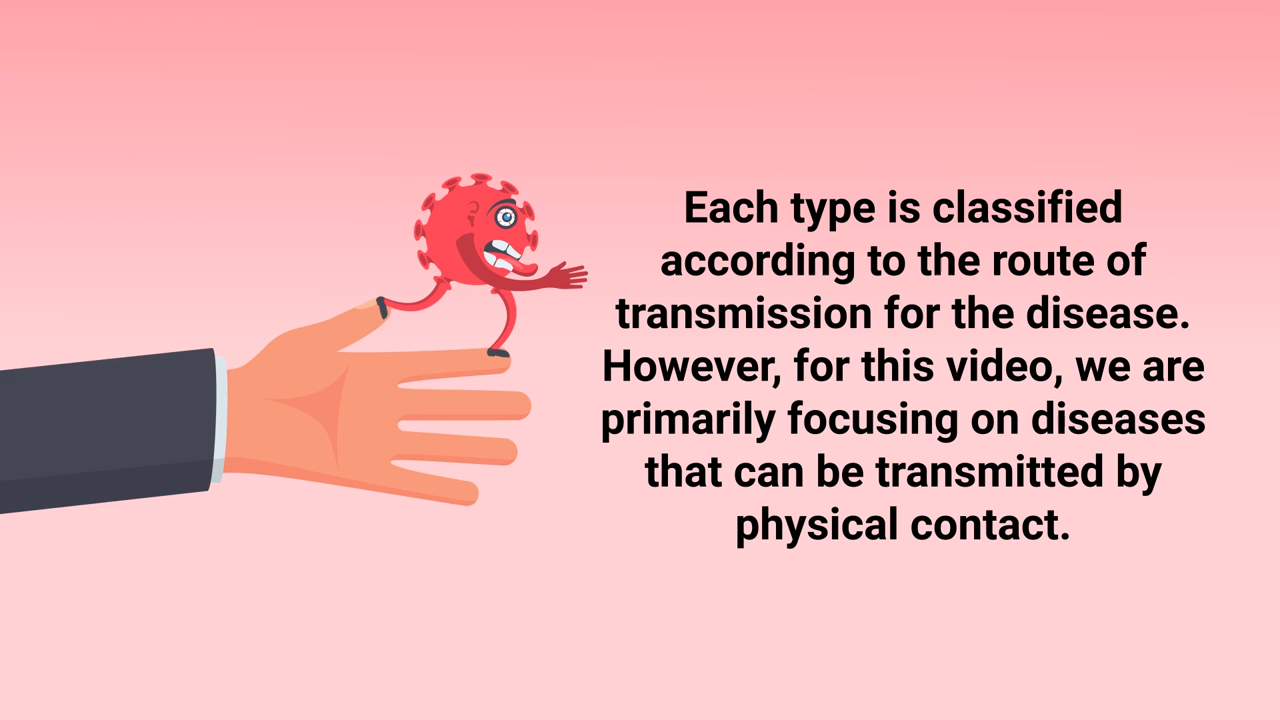 Each type is classified
according to the route of
transmission for the disease.
However, for this video, we are
primarily focusing on diseases
that can be transmitted by
physical contact.